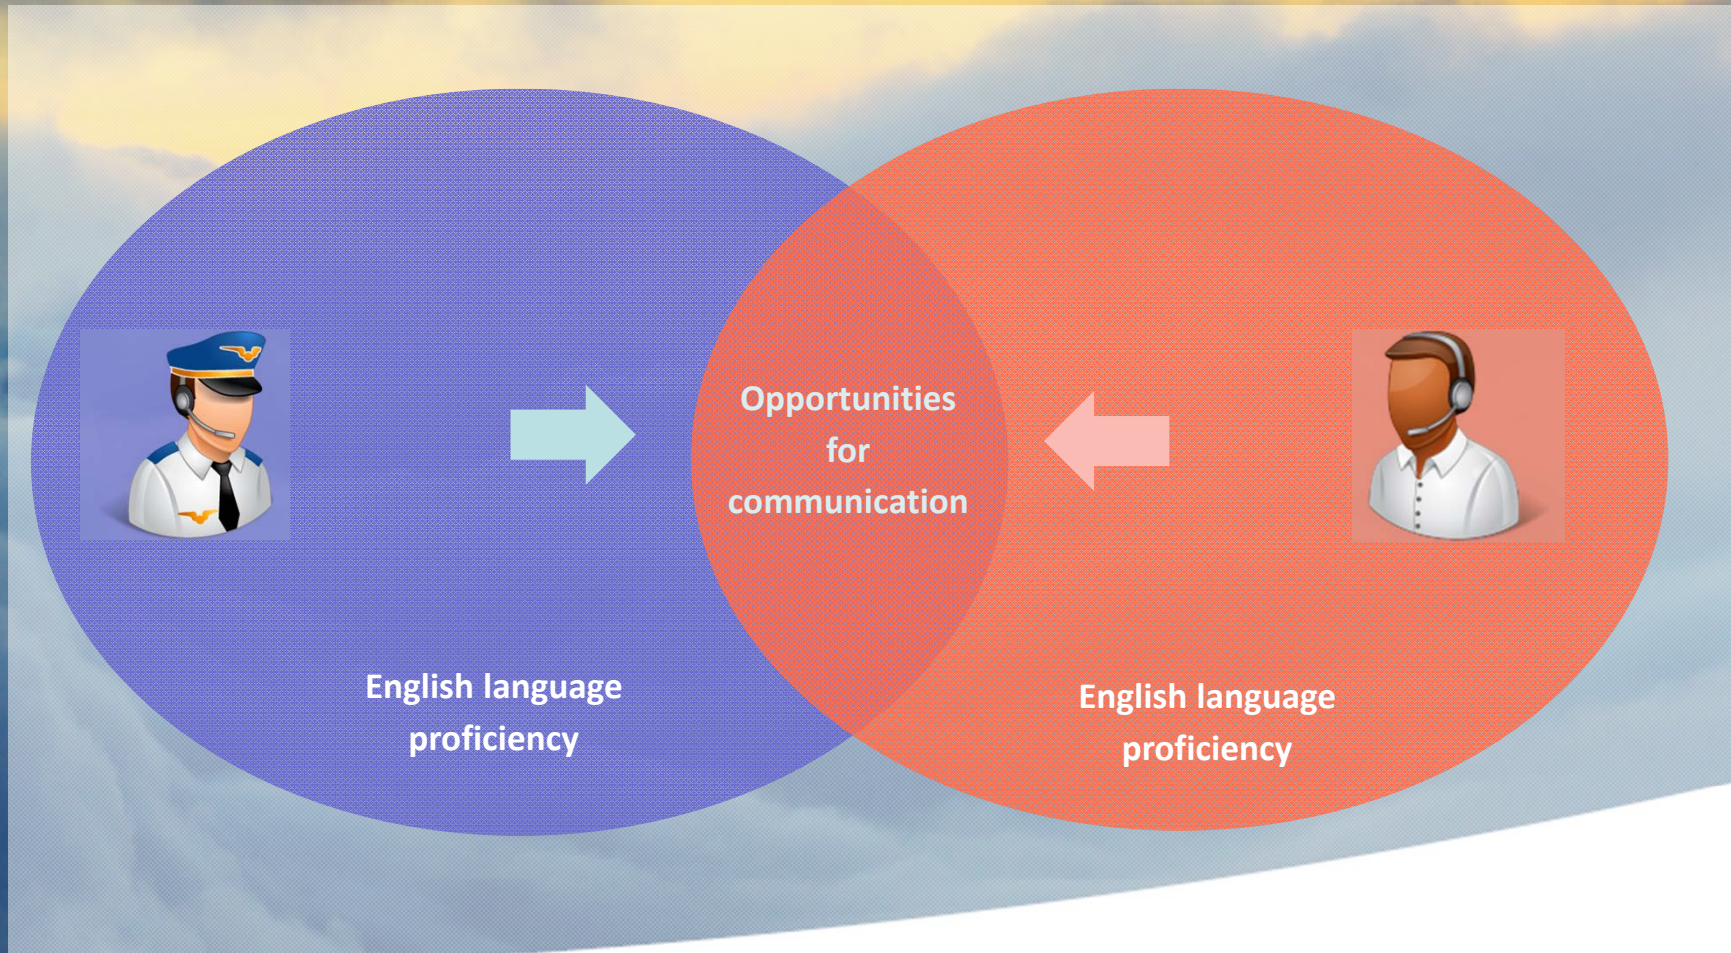 Opportunities
for
communication
English language
proficiency
English language
proficiency